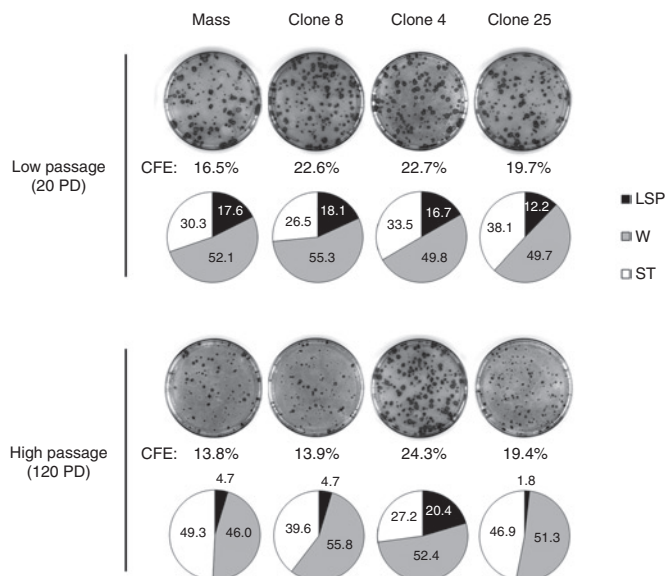 Mass Clone 8 Clone 4 Clone 25
Low passage
(20 PD)
CFE: 16.5% 22.6% 22.7% 19.7%
30.3 17.6 26.5 18.1 33.5 16.7 38.1 12.2
52.1 55.3 49.8 49.7
LSP
W
ST
High passage
(120 PD)
CFE: 13.8% 13.9% 24.3% 19.4%
4.7 4.7 1.8
49.3 46.0 39.6 55.8 27.2 20.4 46.9 51.3
52.4